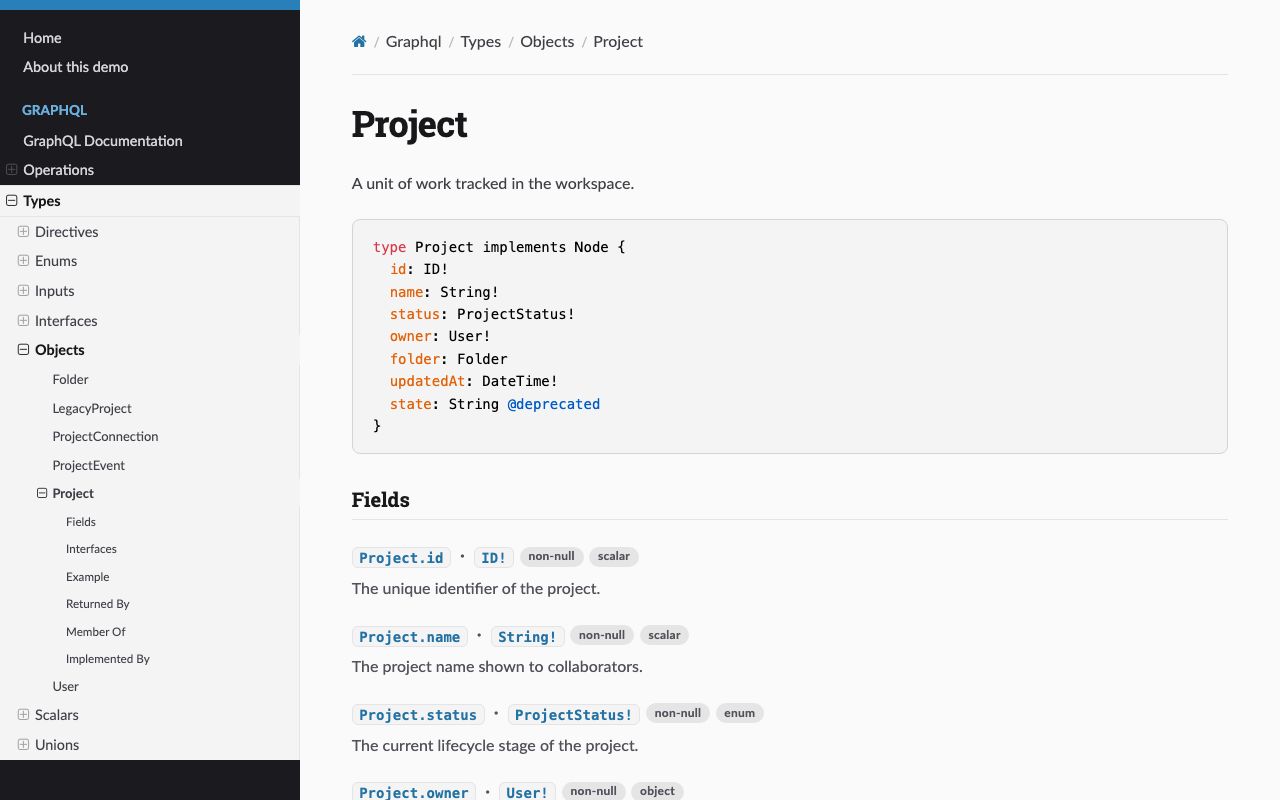 Home
About this demo
GRAPHQL
GraphQL Documentation
Operations
Types
Directives
Enums
Inputs
Interfaces
Objects
Folder
LegacyProject
ProjectConnection
ProjectEvent
Project
Fields
Interfaces
Example
Returned By
Member Of
Implemented By
User
Scalars
Unions
/ Graphql / Types / Objects / Project
Project
A unit of work tracked in the workspace.
type Project implements Node {
  id: ID!
  name: String!
  status: ProjectStatus!
  owner: User!
  folder: Folder
  updatedAt: DateTime!
  state: String @deprecated
}
Fields
Project.id · ID! non-null scalar
The unique identifier of the project.
Project.name · String! non-null scalar
The project name shown to collaborators.
Project.status · ProjectStatus! non-null enum
The current lifecycle stage of the project.
Project.owner · User! non-null object